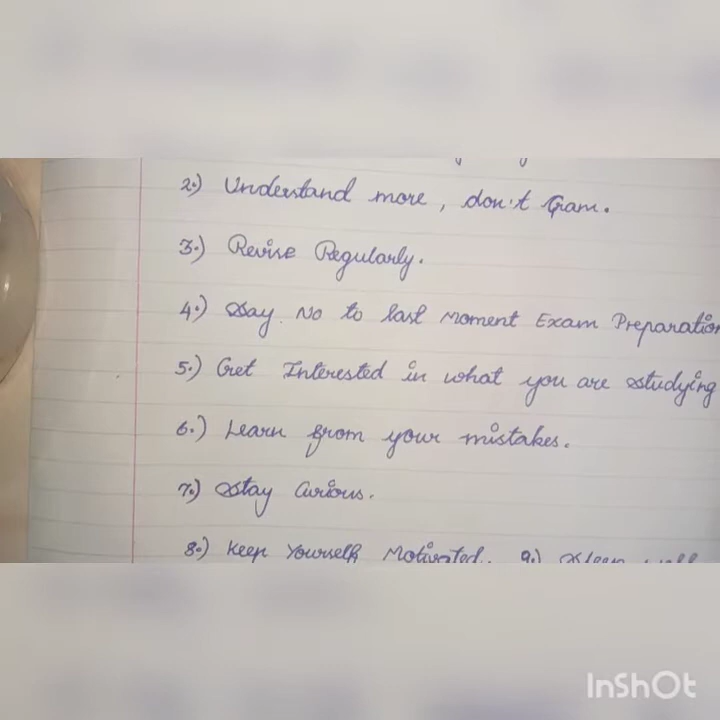 2.) Understand more, don't Cram.
3.) Revise Regularly.
4.) Say No to last Moment Exam Preparation
5.) Get Interested in what you are studying
6.) Learn from your mistakes.
7.) Stay Curious.
8.) Keep Yourself Motivated. 9.) Sleep well
InShOt